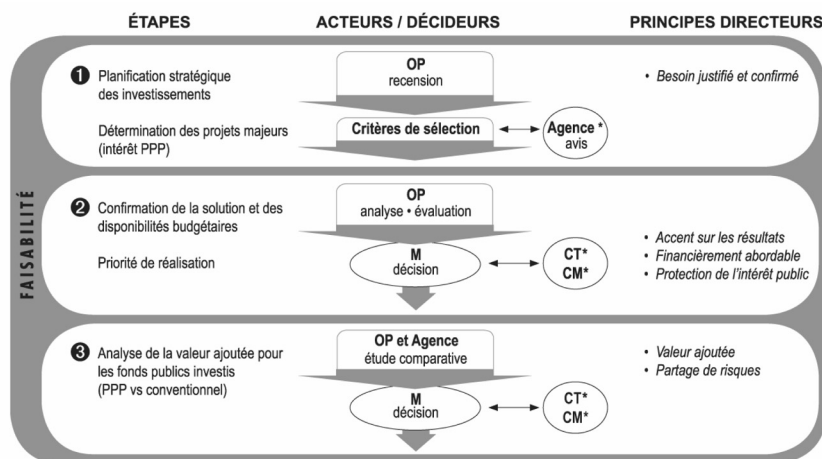 ÉTAPES
ACTEURS / DÉCIDEURS
PRINCIPES DIRECTEURS
FAISABILITÉ
1 Planification stratégique
des investissements
OP
recension
• Besoin justifié et confirmé
Détermination des projets majeurs
(intérêt PPP)
Critères de sélection
Agence *
avis
2 Confirmation de la solution et des
disponibilités budgétaires
OP
analyse • évaluation
Priorité de réalisation
M
décision
CT*
CM*
• Accent sur les résultats
• Financièrement abordable
• Protection de l'intérêt public
3 Analyse de la valeur ajoutée pour
les fonds publics investis
(PPP vs conventionnel)
OP et Agence
étude comparative
M
décision
CT*
CM*
• Valeur ajoutée
• Partage de risques